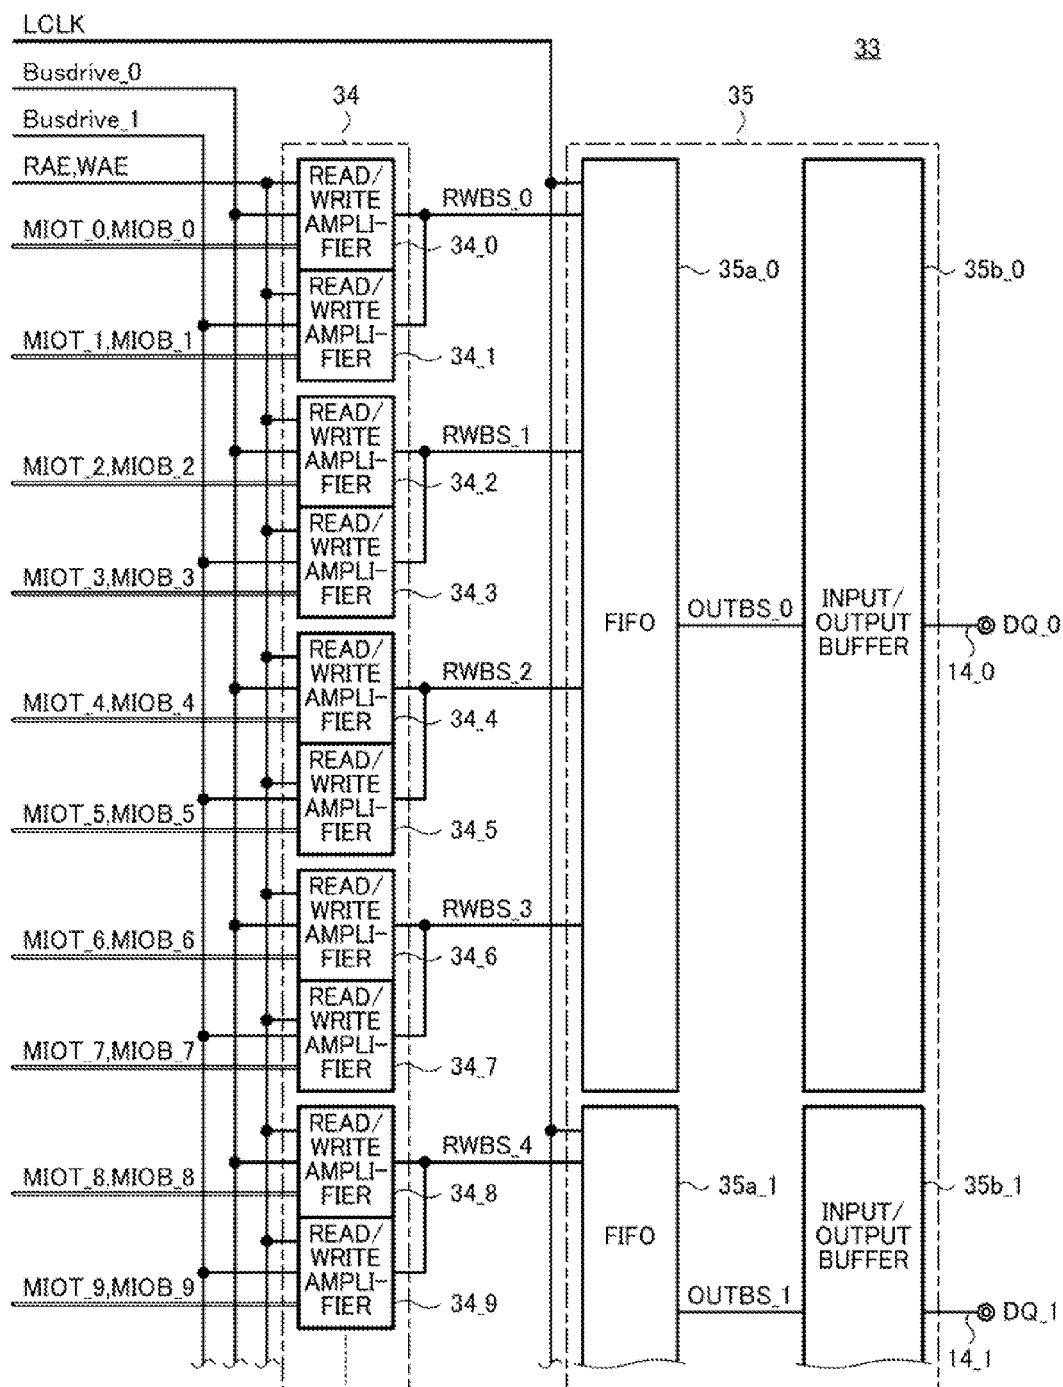 LCLK
33
Busdrive_0
34
35
Busdrive_1
RAE,WAE
READ/
WRITE
AMPLI-
FIER
RWBS_0
MIOT_0,MIOB_0
34_0
35a_0
35b_0
READ/
WRITE
AMPLI-
FIER
MIOT_1,MIOB_1
34_1
READ/
WRITE
AMPLI-
FIER
RWBS_1
MIOT_2,MIOB_2
34_2
READ/
WRITE
AMPLI-
FIER
MIOT_3,MIOB_3
34_3
FIFO
OUTBS_0
INPUT/
OUTPUT
BUFFER
DQ_0
14_0
READ/
WRITE
AMPLI-
FIER
RWBS_2
MIOT_4,MIOB_4
34_4
READ/
WRITE
AMPLI-
FIER
MIOT_5,MIOB_5
34_5
READ/
WRITE
AMPLI-
FIER
RWBS_3
MIOT_6,MIOB_6
34_6
READ/
WRITE
AMPLI-
FIER
MIOT_7,MIOB_7
34_7
READ/
WRITE
AMPLI-
FIER
RWBS_4
MIOT_8,MIOB_8
34_8
35a_1
35b_1
READ/
WRITE
AMPLI-
FIER
MIOT_9,MIOB_9
34_9
FIFO
OUTBS_1
INPUT/
OUTPUT
BUFFER
DQ_1
14_1